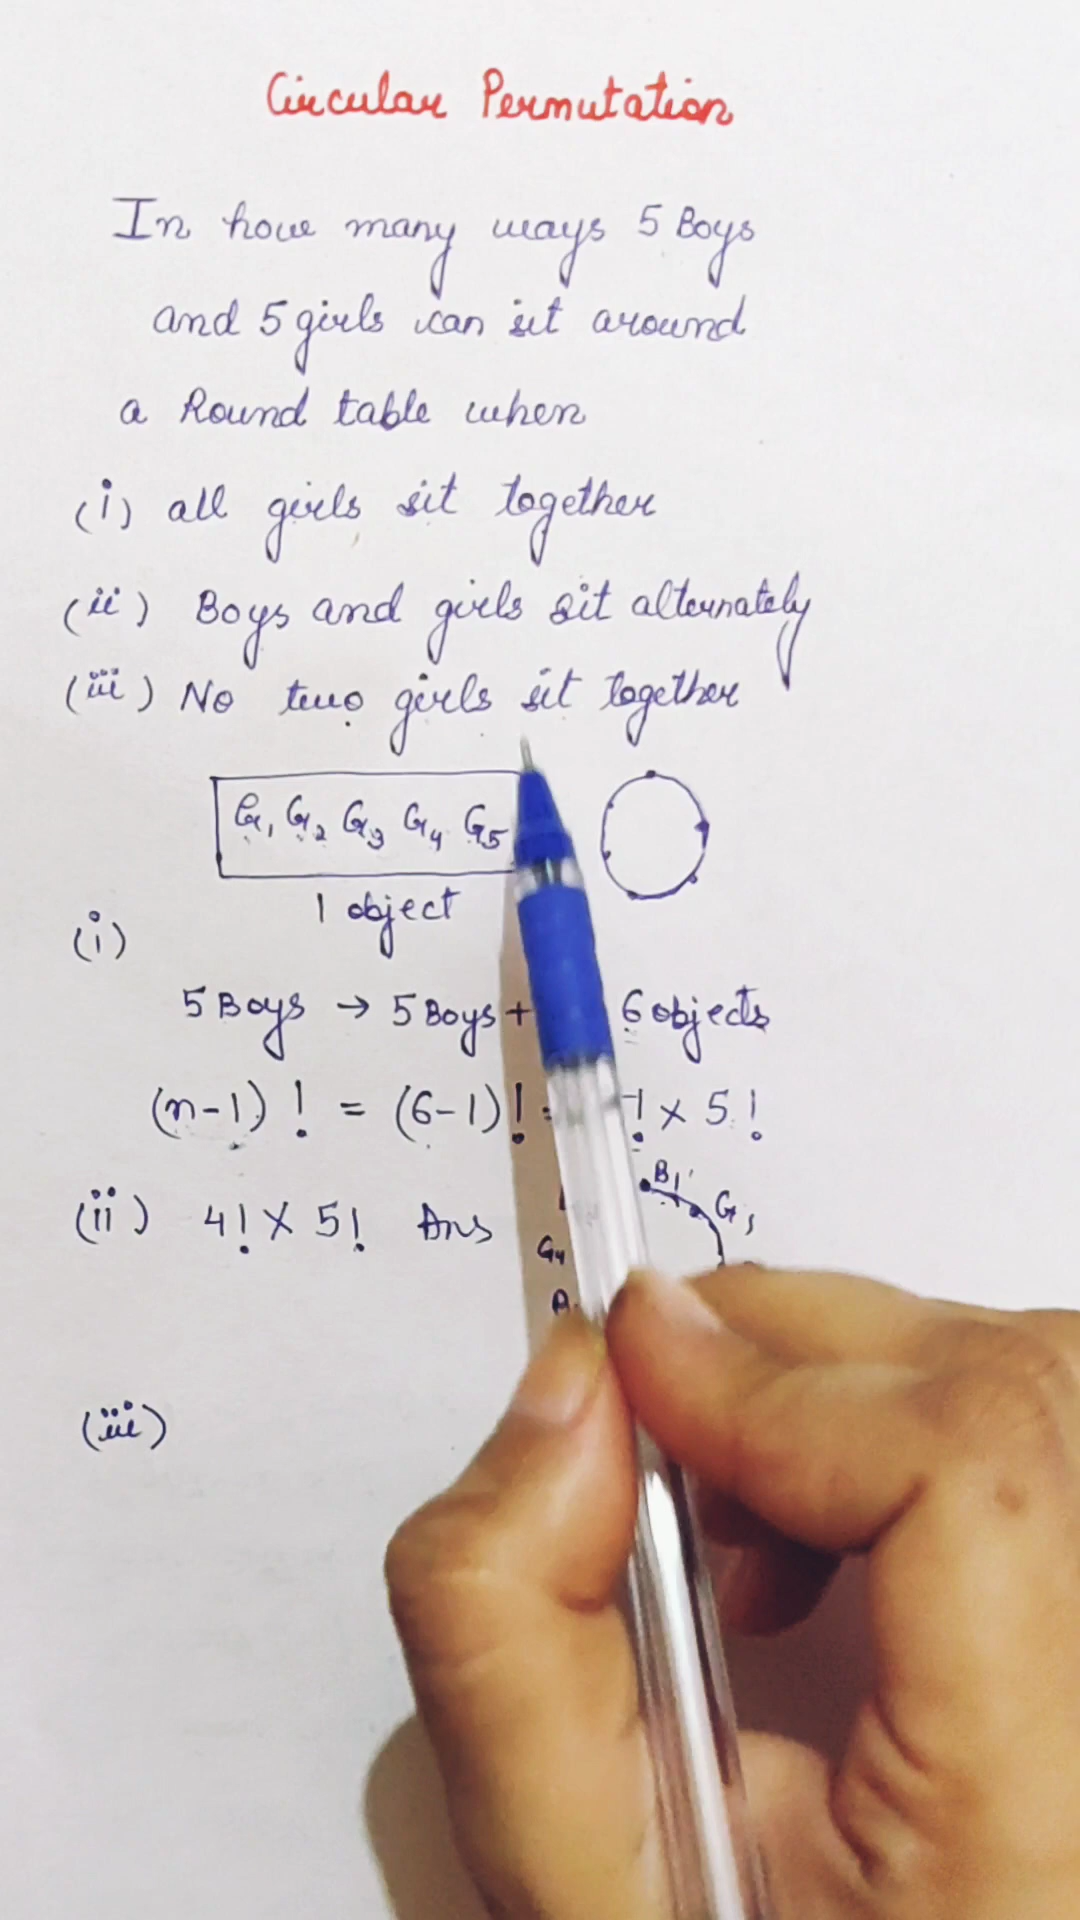 Circular Permutation
In how many ways 5 Boys
and 5 girls can sit around
a Round table when
(i) all girls sit together
(ii) Boys and girls sit alternately
(iii) No two girls sit together
G1 G2 G3 G4 G5
1 object
(i)
5 Boys → 5 Boys + 6 objects
(n-1)! = (6-1)! ! × 5!
(ii) 4! × 5! Ans
B1
G1
G4
(iii)